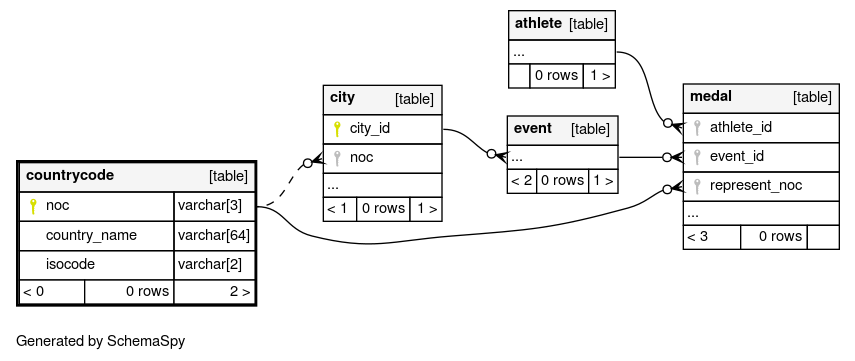 athlete [table]
...
0 rows 1 >
city [table]
city_id
noc
...
< 1 0 rows 1 >
event [table]
...
< 2 0 rows 1 >
medal [table]
athlete_id
event_id
represent_noc
...
< 3 0 rows
countrycode [table]
noc varchar[3]
country_name varchar[64]
isocode varchar[2]
< 0 0 rows 2 >
Generated by SchemaSpy